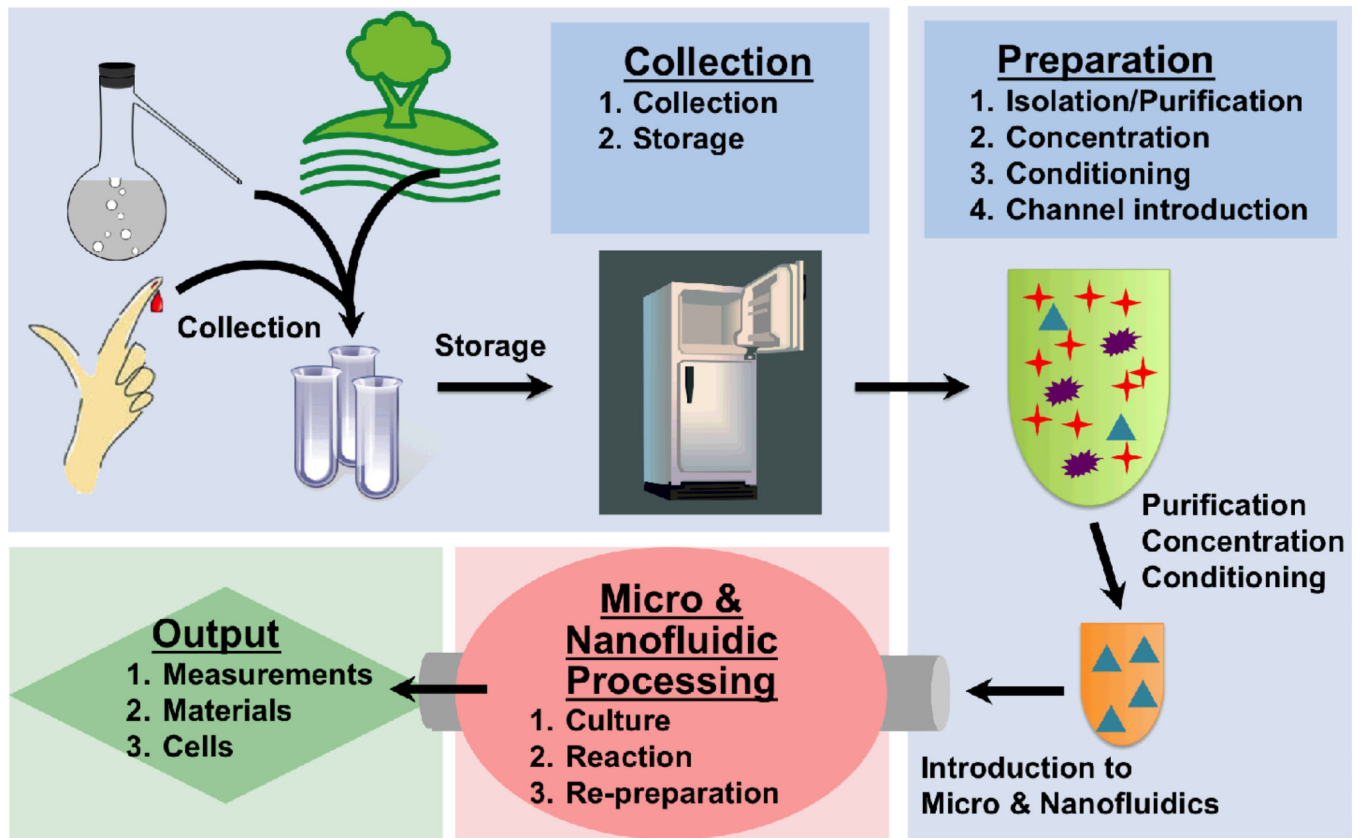 Collection
1. Collection
2. Storage
Collection
Storage
Preparation
1. Isolation/Purification
2. Concentration
3. Conditioning
4. Channel introduction
Purification
Concentration
Conditioning
Introduction to
Micro & Nanofluidics
Micro &
Nanofluidic
Processing
1. Culture
2. Reaction
3. Re-preparation
Output
1. Measurements
2. Materials
3. Cells